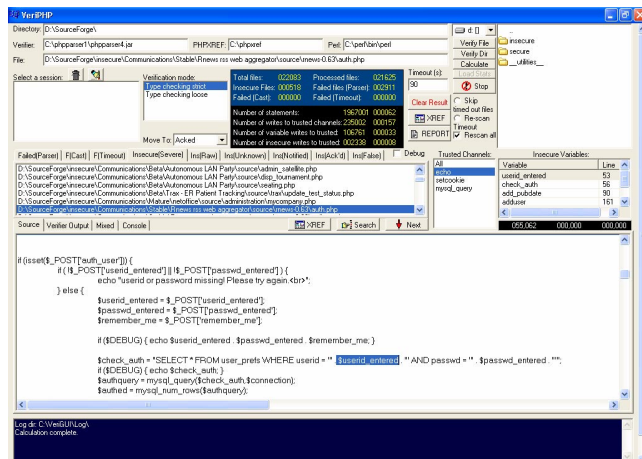 VeriPHP
Directory: D:\SourceForge\
d: []
Verifier: C:\phpparser1\phpparser4.jar PHPXREF: C:\phpxref Perl: C:\perl\bin\perl
File: D:\SourceForge\insecure\Communications\Stable\Rnews rss web aggregator\source\rnews-0.63\auth.php
Verify File
Verify Dir
Calculate
Load Stats
Stop
..
insecure
secure
__utilities__
Select a session:
Verification mode:
Type checking strict
Type checking loose
Move To: Acked
Total files: 022083 Processed files: 021625
Insecure Files: 000518 Failed files (Parser): 002911
Failed (Cast): 000000 Failed (Timeout): 000000
Number of statements: 1967001 000062
Number of writes to trusted channels: 235002 000157
Number of variable writes to trusted: 106761 000033
Number of insecure writes to trusted: 002338 000008
Timeout (s):
90
Clear Result
XREF
REPORT
Skip
timed out files
Re-scan
Timeout
Rescan all
Failed(Parser) F(Cast) F(Timeout) Insecure(Severe) Ins(Raw) Ins(Unknown) Ins(Notified) Ins(Ack'd) Ins(False) Debug
D:\SourceForge\insecure\Communications\Beta\Autonomous LAN Party\source\admin_satellite.php
D:\SourceForge\insecure\Communications\Beta\Autonomous LAN Party\source\disp_tournament.php
D:\SourceForge\insecure\Communications\Beta\Autonomous LAN Party\source\seating.php
D:\SourceForge\insecure\Communications\Beta\Trax - ER Patient Tracking\source\trax\update_test_status.php
D:\SourceForge\insecure\Communications\Mature\netoffice\source\administration\mycompany.php
D:\SourceForge\insecure\Communications\Stable\Rnews rss web aggregator\source\rnews-0.63\auth.php
Trusted Channels:
All
echo
setcookie
mysql_query
Insecure Variables:
Variable Line
userid_entered 53
check_auth 56
add_pubdate 90
adduser 161
055,062 000,000 000,000
Source Verifier Output Mixed Console XREF Search Next
if (isset($_POST['auth_user'])) {
if ( !$_POST['userid_entered'] || !$_POST['passwd_entered'] ) {
echo "userid or password missing! Please try again.<br>";
} else {
$userid_entered = $_POST['userid_entered'];
$passwd_entered = $_POST['passwd_entered'];
$remember_me = $_POST['remember_me'];
if ($DEBUG) { echo $userid_entered . $passwd_entered . $remember_me; }
$check_auth = "SELECT * FROM user_prefs WHERE userid = '" . $userid_entered . "' AND passwd = '" . $passwd_entered . "'";
if ($DEBUG) { echo $check_auth; }
$authquery = mysql_query($check_auth,$connection);
$authed = mysql_num_rows($authquery);
Log dir: C:\VeriGUI\Log\
Calculation complete.